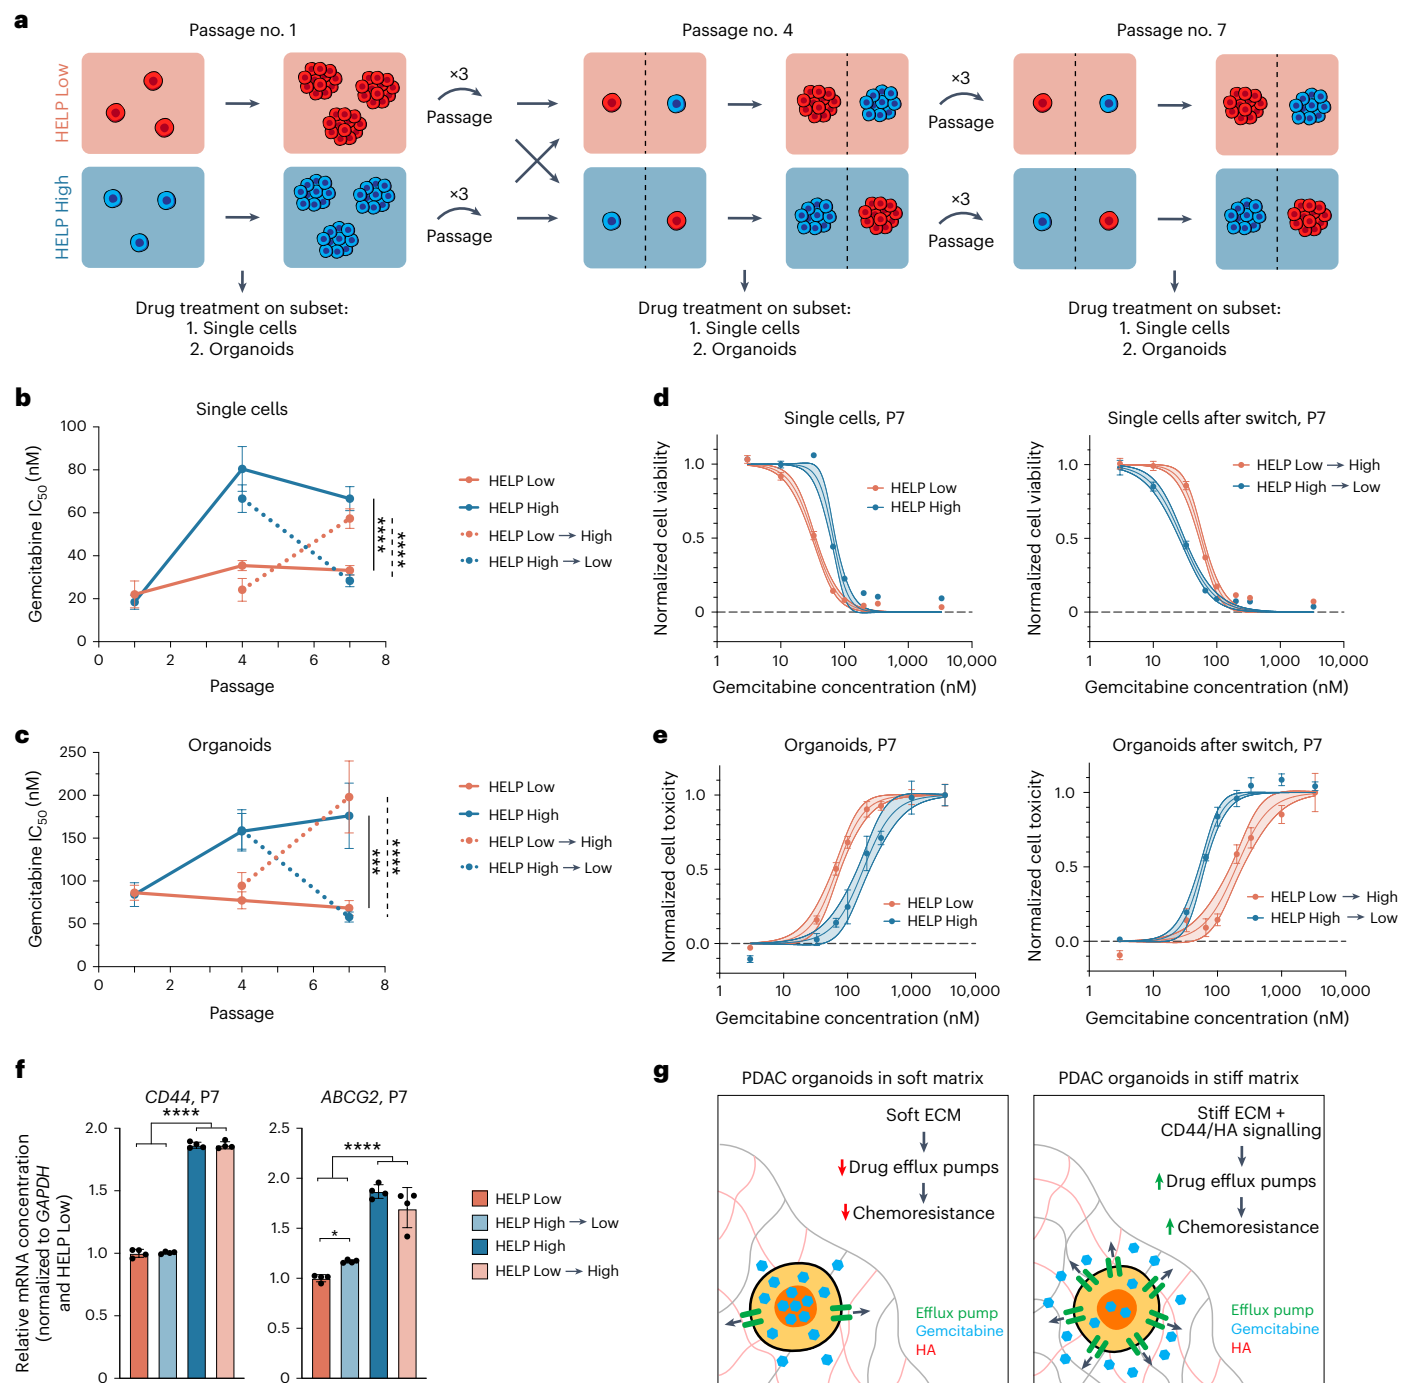 a
Passage no. 1
Passage no. 4
Passage no. 7
HELP Low
HELP High
×3
Passage
×3
Passage
×3
Passage
×3
Passage
Drug treatment on subset:
1. Single cells
2. Organoids
Drug treatment on subset:
1. Single cells
2. Organoids
Drug treatment on subset:
1. Single cells
2. Organoids
b
Single cells
Gemcitabine IC50 (nM)
100
80
60
40
20
0
0 2 4 6 8
Passage
****
****
HELP Low
HELP High
HELP Low → High
HELP High → Low
c
Organoids
Gemcitabine IC50 (nM)
250
200
150
100
50
0
0 2 4 6 8
Passage
***
****
HELP Low
HELP High
HELP Low → High
HELP High → Low
d
Single cells, P7
Normalized cell viability
1.0
0.5
0
1 10 100 1,000 10,000
Gemcitabine concentration (nM)
HELP Low
HELP High
Single cells after switch, P7
Normalized cell viability
1.0
0.5
0
1 10 100 1,000 10,000
Gemcitabine concentration (nM)
HELP Low → High
HELP High → Low
e
Organoids, P7
Normalized cell toxicity
1.0
0.5
0.0
1 10 100 1,000 10,000
Gemcitabine concentration (nM)
HELP Low
HELP High
Organoids after switch, P7
Normalized cell toxicity
1.0
0.5
0.0
1 10 100 1,000 10,000
Gemcitabine concentration (nM)
HELP Low → High
HELP High → Low
f
Relative mRNA concentration
(normalized to GAPDH
and HELP Low)
CD44, P7
****
2.0
1.5
1.0
0.5
0
ABCG2, P7
****
*
2.5
2.0
1.5
1.0
0.5
0
HELP Low
HELP High → Low
HELP High
HELP Low → High
g
PDAC organoids in soft matrix
Soft ECM
Drug efflux pumps
Chemoresistance
Efflux pump
Gemcitabine
HA
PDAC organoids in stiff matrix
Stiff ECM +
CD44/HA signalling
Drug efflux pumps
Chemoresistance
Efflux pump
Gemcitabine
HA